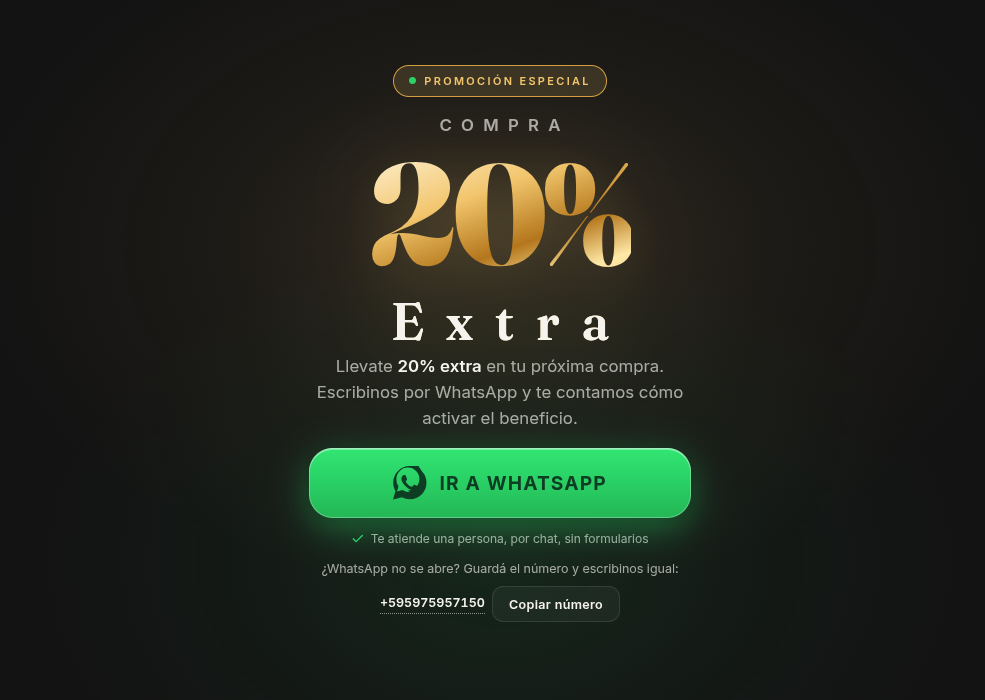 PROMOCIÓN ESPECIAL
COMPRA
20%
Extra
Llevate 20% extra en tu próxima compra.
Escribinos por WhatsApp y te contamos cómo
activar el beneficio.
IR A WHATSAPP
Te atiende una persona, por chat, sin formularios
¿WhatsApp no se abre? Guardá el número y escribinos igual:
+595975957150 Copiar número